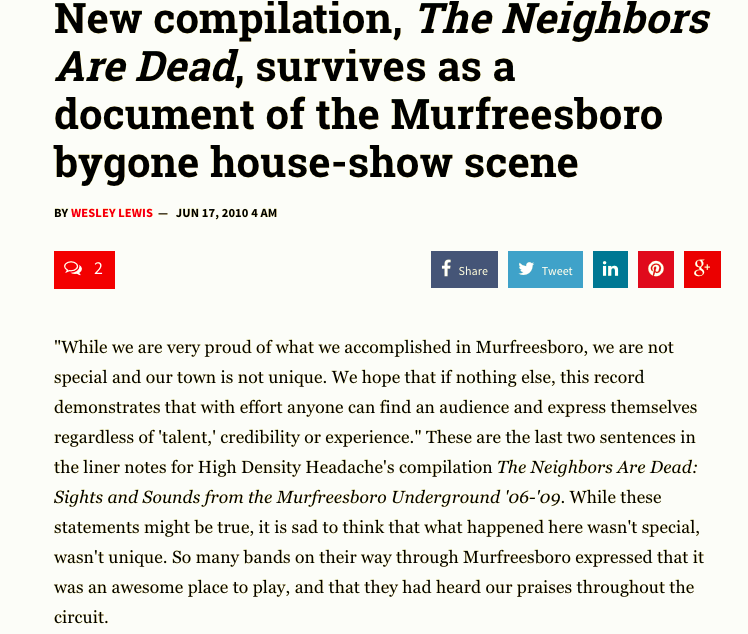 New compilation, The Neighbors
Are Dead, survives as a
document of the Murfreesboro
bygone house-show scene
BY WESLEY LEWIS — JUN 17, 2010 4 AM
2
Share
Tweet
in
g+
"While we are very proud of what we accomplished in Murfreesboro, we are not
special and our town is not unique. We hope that if nothing else, this record
demonstrates that with effort anyone can find an audience and express themselves
regardless of 'talent,' credibility or experience." These are the last two sentences in
the liner notes for High Density Headache's compilation The Neighbors Are Dead:
Sights and Sounds from the Murfreesboro Underground '06-'09. While these
statements might be true, it is sad to think that what happened here wasn't special,
wasn't unique. So many bands on their way through Murfreesboro expressed that it
was an awesome place to play, and that they had heard our praises throughout the
circuit.